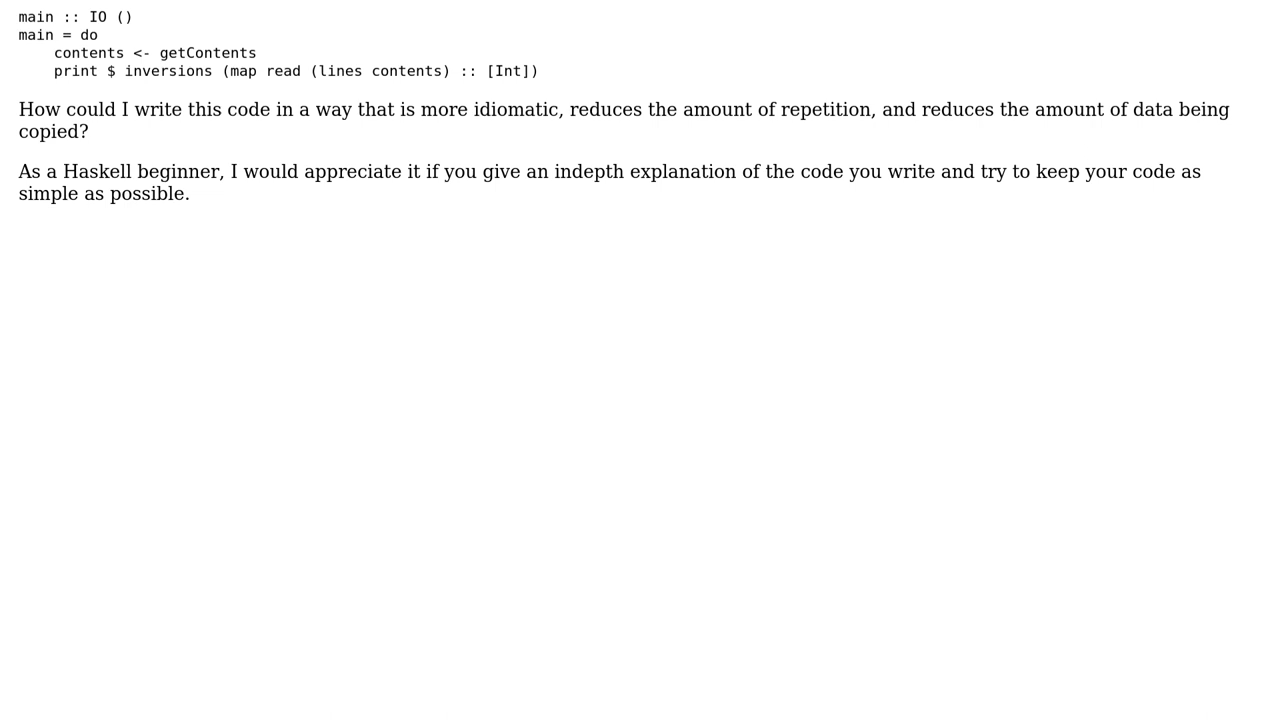 main :: IO ()
main = do
    contents <- getContents
    print $ inversions (map read (lines contents) :: [Int])
How could I write this code in a way that is more idiomatic, reduces the amount of repetition, and reduces the amount of data being
copied?
As a Haskell beginner, I would appreciate it if you give an indepth explanation of the code you write and try to keep your code as
simple as possible.